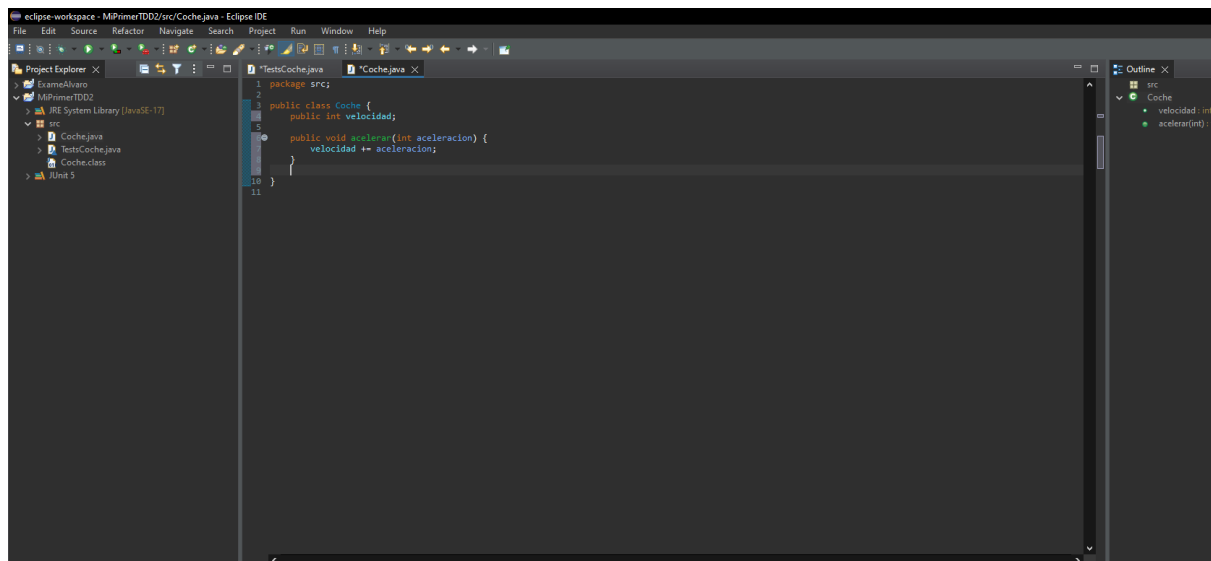 eclipse-workspace - MiPrimerTDD2/src/Coche.java - Eclipse IDE
File Edit Source Refactor Navigate Search Project Run Window Help
Project Explorer
ExameAlvaro
MiPrimerTDD2
JRE System Library [JavaSE-17]
src
Coche.java
TestsCoche.java
Coche.class
JUnit 5
*TestsCoche.java *Coche.java
1 package src;
2
3 public class Coche {
4 public int velocidad;
5
6 public void acelerar(int aceleracion) {
7 velocidad += aceleracion;
8 }
9
10 }
11
Outline
src
Coche
velocidad : int
acelerar(int) :